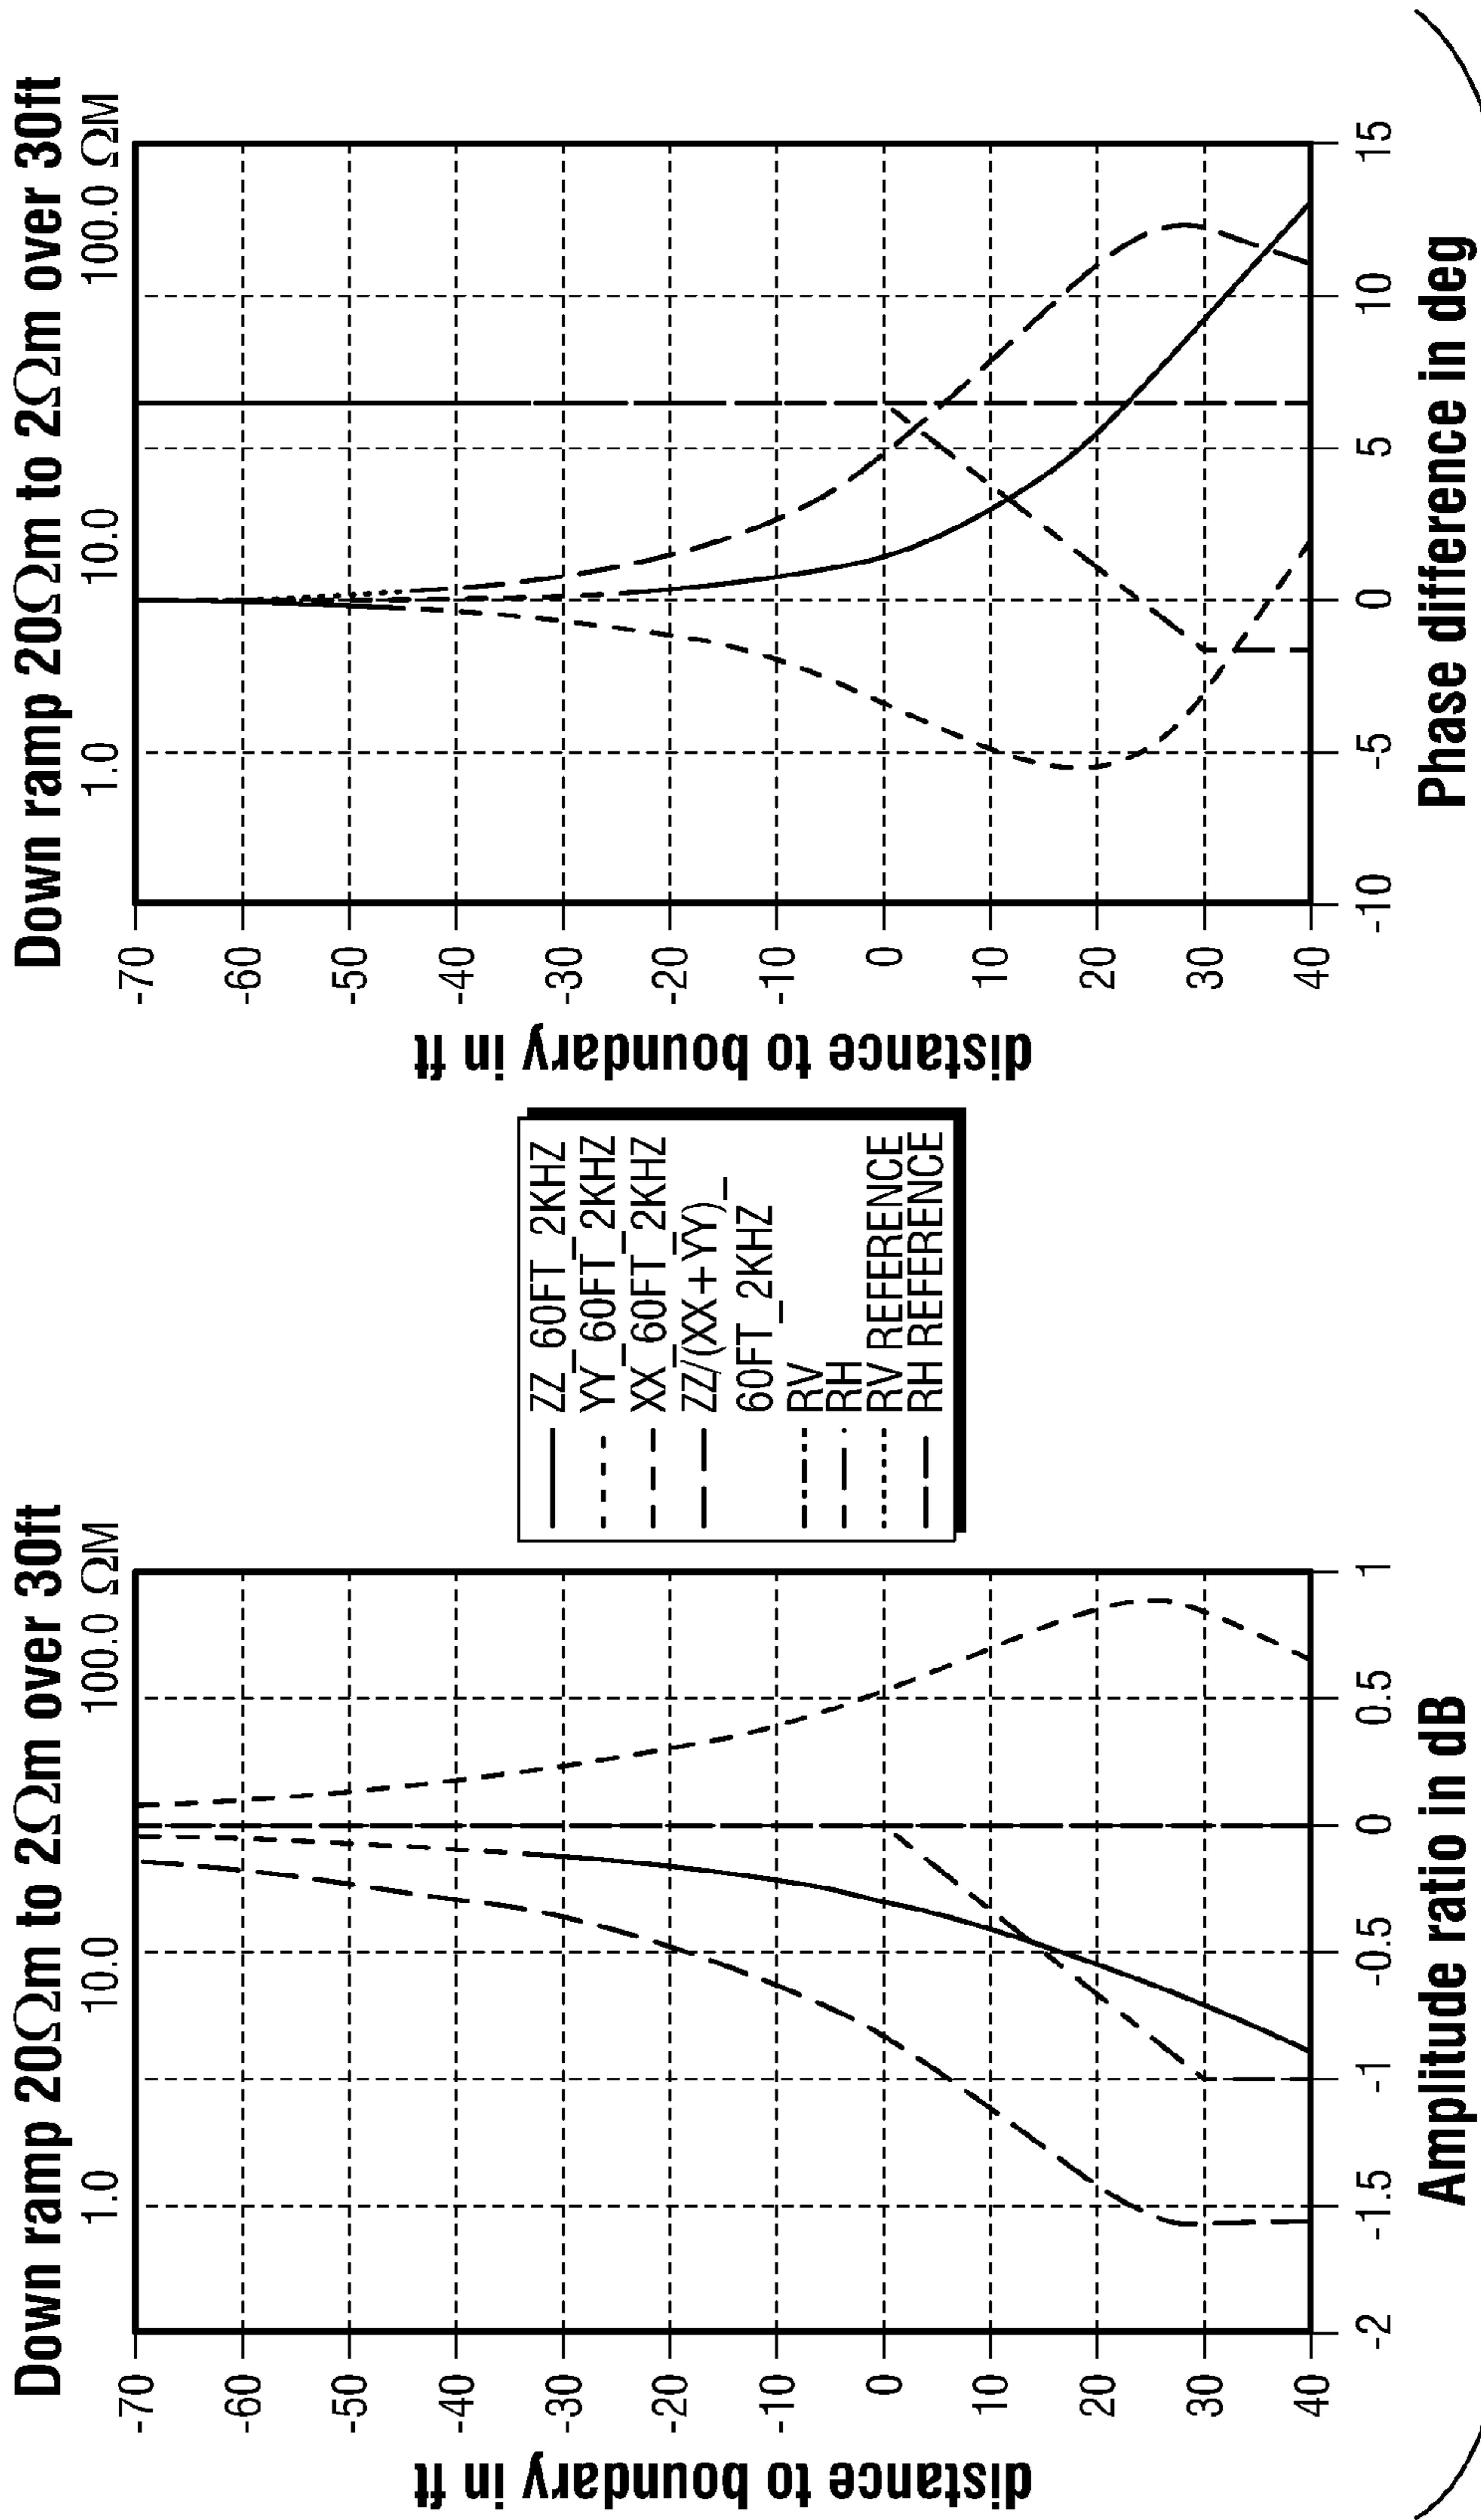 Down ramp 20ΩΩm to 2ΩΩm over 30ft
1.0 10.0 100.0 ΩM
distance to boundary in ft
-70
-60
-50
-40
-30
-20
-10
0
10
20
30
40
-2 -1.5 -1 -0.5 0 0.5 1
Amplitude ratio in dB
ZZ_60FT_2KHZ
YY_60FT_2KHZ
XX_60FT_2KHZ
ZZ/(XX+YY)_
60FT_2KHZ
RV
RH
RV REFERENCE
RH REFERENCE
Down ramp 20ΩΩm to 2ΩΩm over 30ft
1.0 10.0 100.0 ΩM
distance to boundary in ft
-70
-60
-50
-40
-30
-20
-10
0
10
20
30
40
-10 -5 0 5 10 15
Phase difference in deg